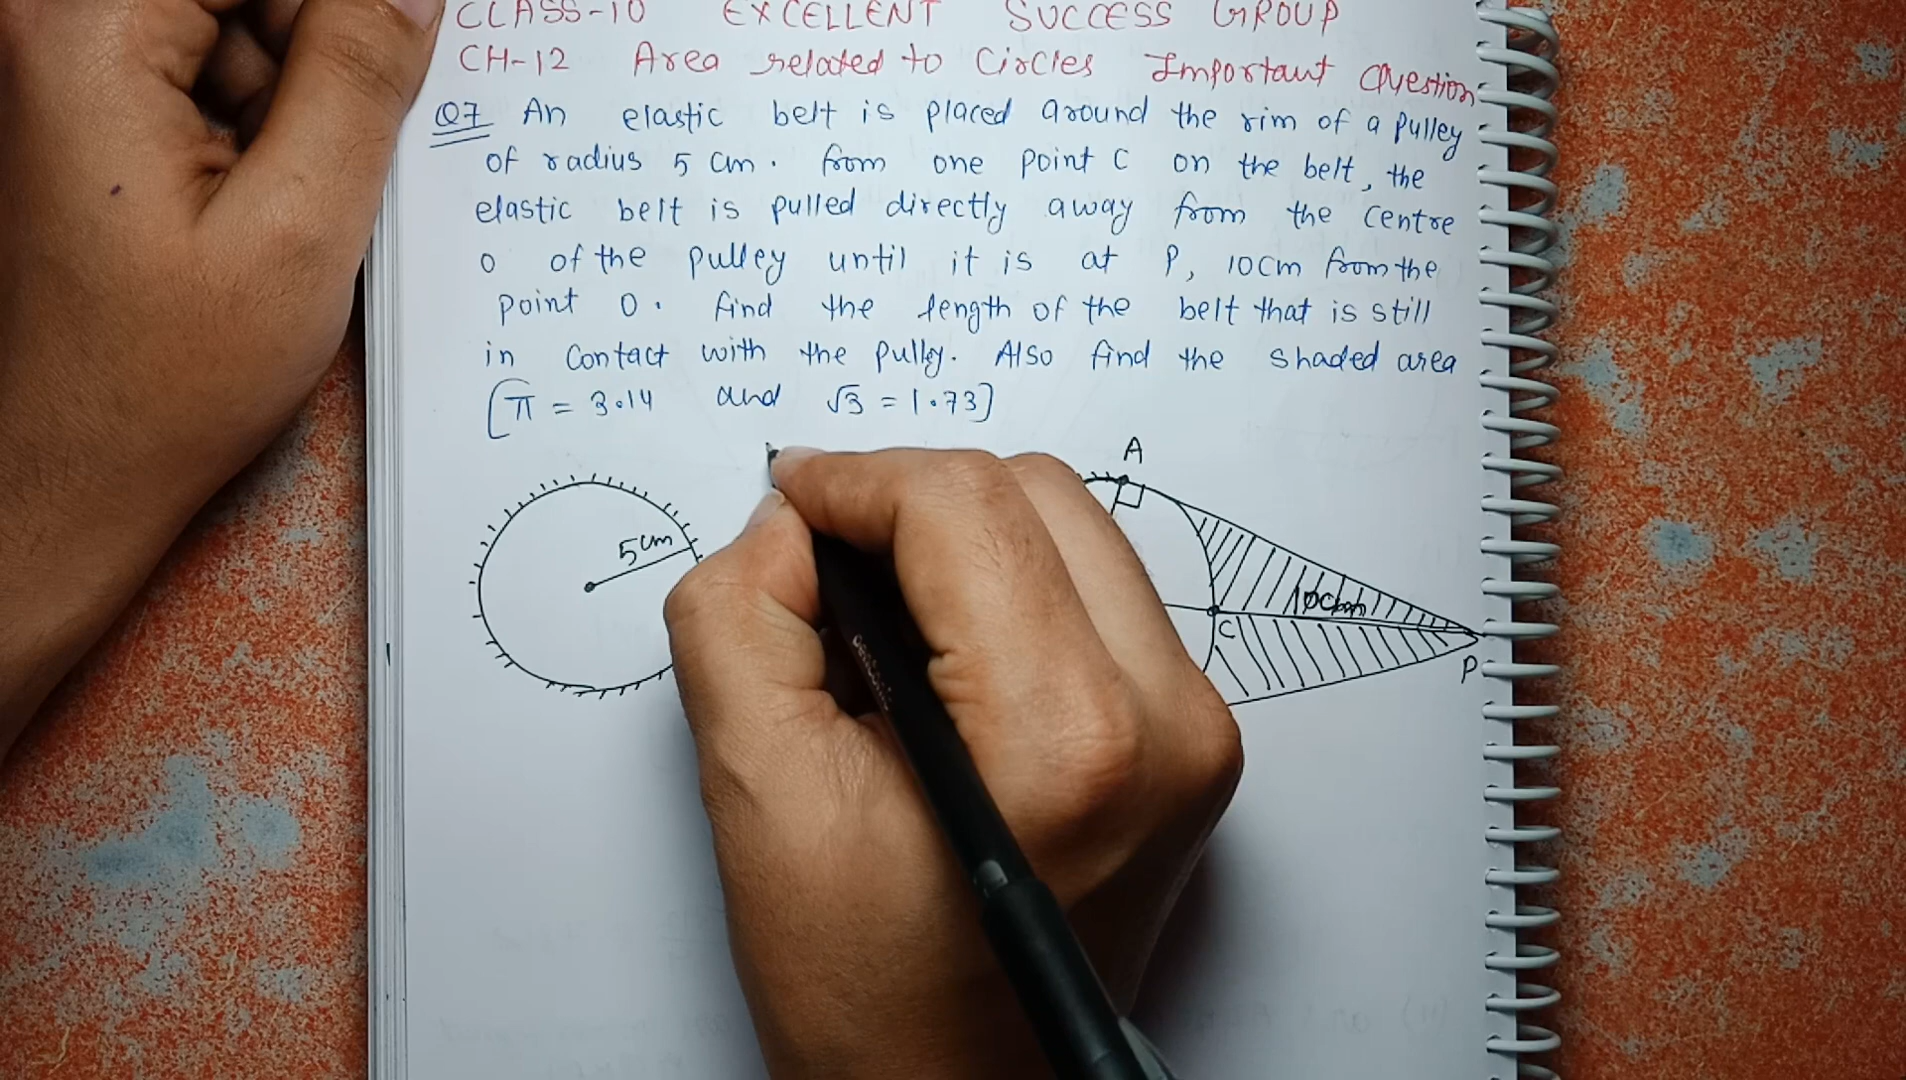 CLASS-10 EXCELLENT SUCCESS GROUP
CH-12 Area related to Circles Important Question
Q7 An elastic belt is placed around the rim of a pulley
of radius 5 cm. from one point C on the belt, the
elastic belt is pulled directly away from the centre
O of the pulley until it is at P, 10cm from the
point O. find the length of the belt that is still
in contact with the pulley. Also find the shaded area
[π = 3.14 and √3 = 1.73]
A
5cm
10cm
C
P